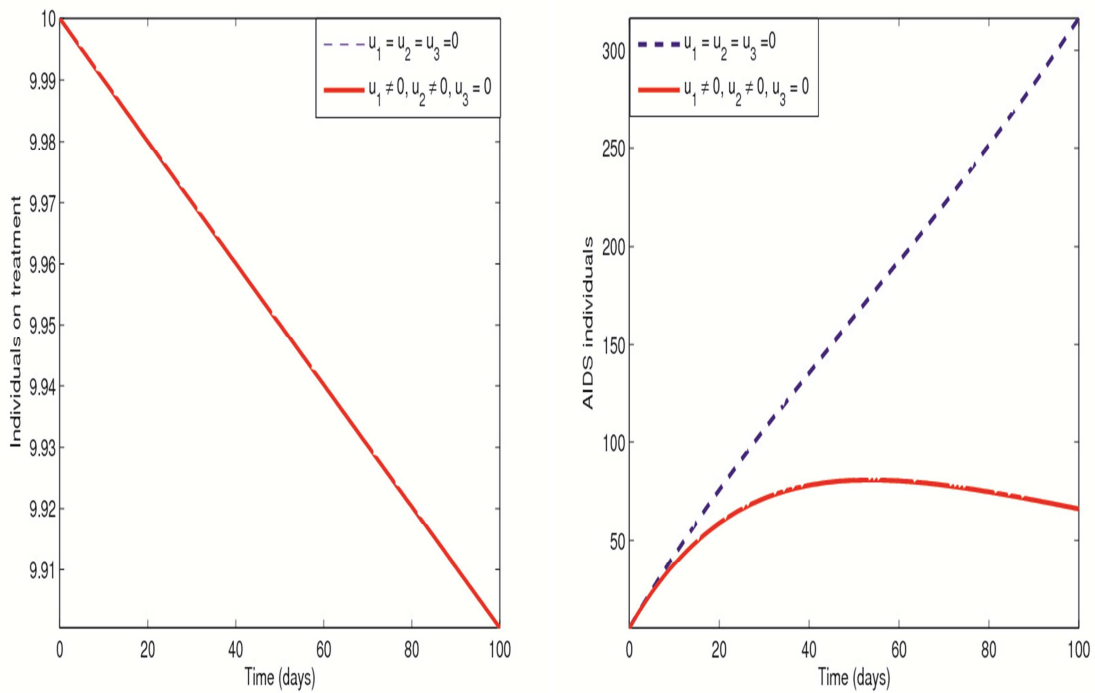 10
9.99
9.98
9.97
9.96
9.95
9.94
9.93
9.92
9.91
Individuals on treatment
u1 = u2 = u3 =0
u1 ≠ 0, u2 ≠ 0, u3 = 0
0 20 40 60 80 100
Time (days)
300
250
200
150
100
50
AIDS individuals
u1 = u2 = u3 =0
u1 ≠ 0, u2 ≠ 0, u3 = 0
0 20 40 60 80 100
Time (days)